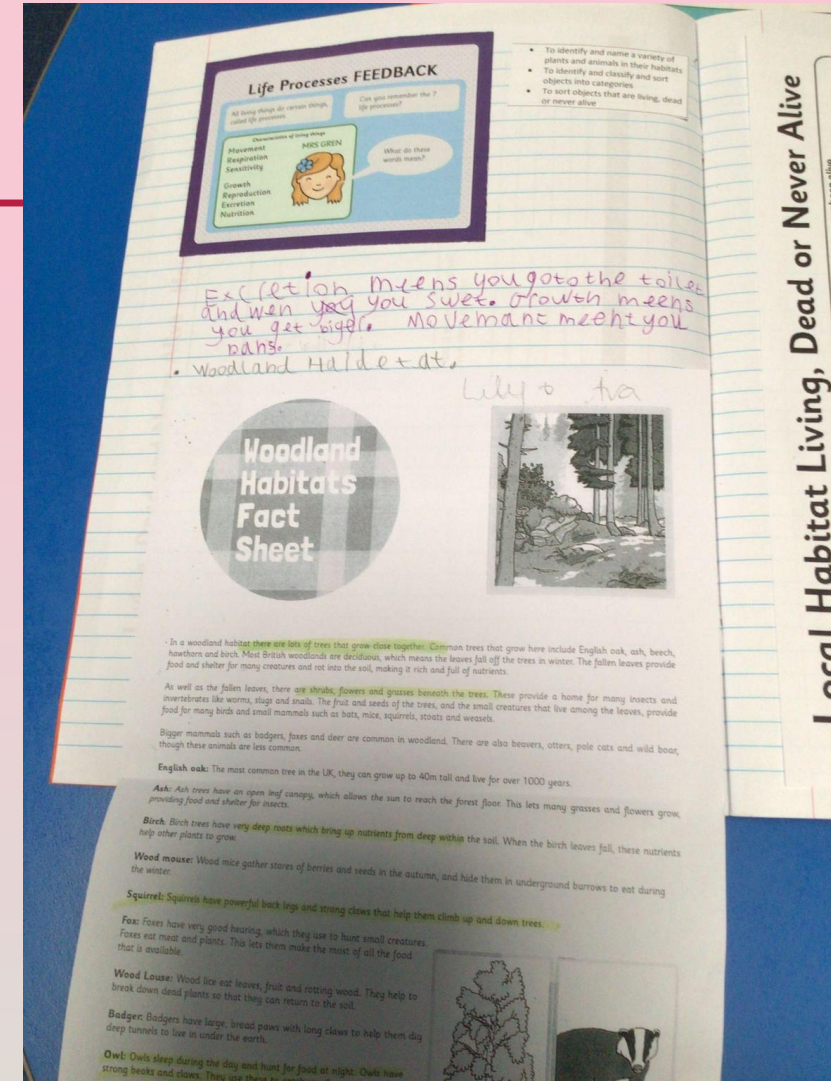 Life Processes FEEDBACK
All living things do certain things,
called life processes.
Can you remember the 7
life processes?
Characteristics of living things
MRS GREN
Movement
Respiration
Sensitivity
Growth
Reproduction
Excretion
Nutrition
What do these
words mean?
• To identify and name a variety of
plants and animals in their habitats
• To identify and classify and sort
objects into categories
• To sort objects that are living, dead
or never alive
Excretion meens you goto the toilet
and wen you you swet. Growth meens
you get biger. Movemant meent you
Woodland
Lily
Woodland
Habitats
Fact
Sheet
In a woodland habitat there are lots of trees that grow close together. Common trees that grow here include English oak, ash, beech,
hawthorn and birch. Most British woodlands are deciduous, which means the leaves fall off the trees in winter. The fallen leaves provide
food and shelter for many creatures and rot into the soil, making it rich and full of nutrients.
As well as the fallen leaves, there are shrubs, flowers and grasses beneath the trees. These provide a home for many insects and
invertebrates like worms, slugs and snails. The fruit and seeds of the trees, and the small creatures that live among the leaves, provide
food for many birds and small mammals such as bats, mice, squirrels, stoats and weasels.
Bigger mammals such as badgers, foxes and deer are common in woodland. There are also beavers, otters, pole cats and wild boar,
though these animals are less common.
English oak: The most common tree in the UK, they can grow up to 40m tall and live for over 1000 years.
Ash: Ash trees have an open leaf canopy, which allows the sun to reach the forest floor. This lets many grasses and flowers grow,
providing food and shelter for insects.
Birch: Birch trees have very deep roots which bring up nutrients from deep within the soil. When the birch leaves fall, these nutrients
help other plants to grow.
Wood mouse: Wood mice gather stores of berries and seeds in the autumn, and hide them in underground burrows to eat during
the winter.
Squirrel: Squirrels have powerful back legs and strong claws that help them climb up and down trees.
Fox: Foxes have very good hearing, which they use to hunt small creatures.
Foxes eat meat and plants. This lets them make the most of all the food
that is available.
Wood Louse: Wood lice eat leaves, fruit and rotting wood. They help to
break down dead plants so that they can return to the soil.
Badger: Badgers have large, broad paws with long claws to help them dig
deep tunnels to live in under the earth.
Owl: Owls sleep during the day and hunt for food at night. Owls have
strong beaks and claws. They use these to
Local Habitat Living, Dead or Never Alive